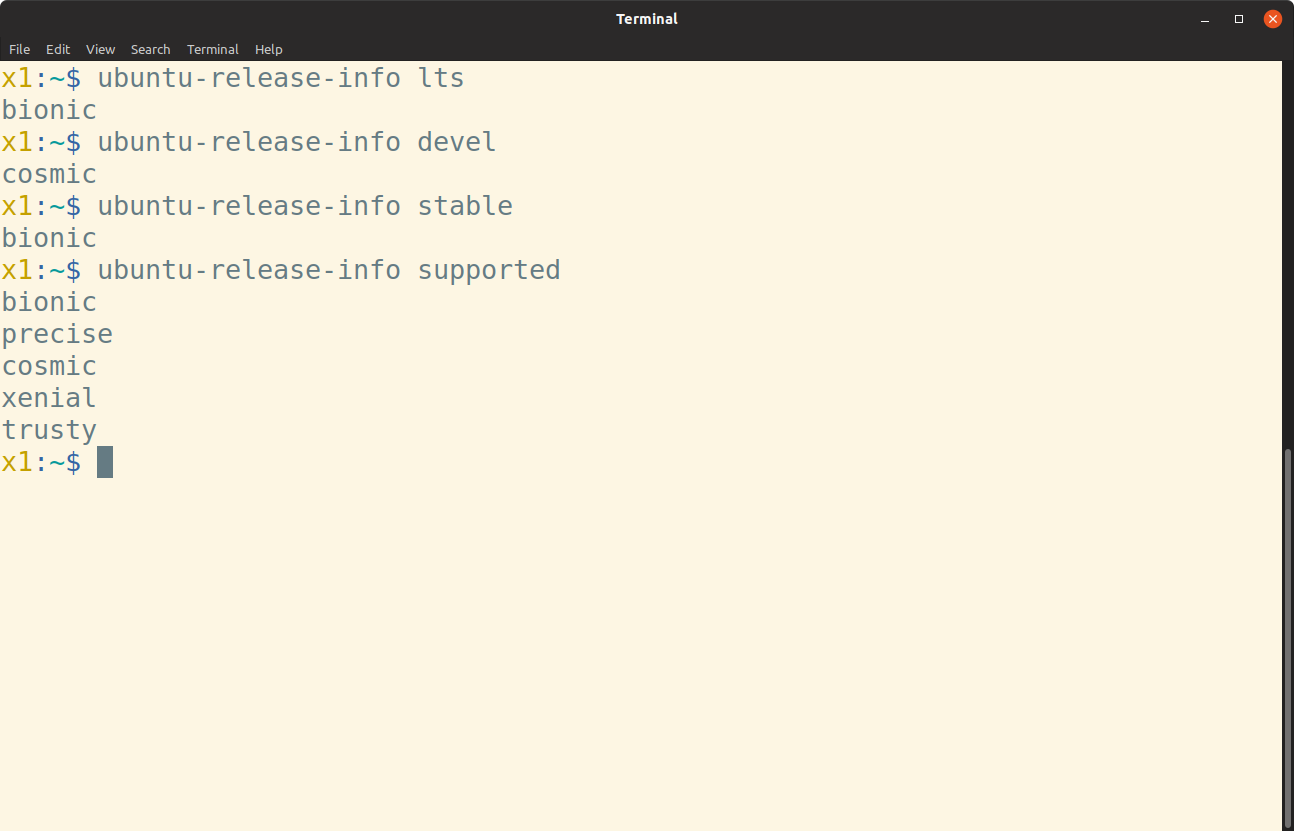 Terminal
File Edit View Search Terminal Help
x1:~$ ubuntu-release-info lts
bionic
x1:~$ ubuntu-release-info devel
cosmic
x1:~$ ubuntu-release-info stable
bionic
x1:~$ ubuntu-release-info supported
bionic
precise
cosmic
xenial
trusty
x1:~$